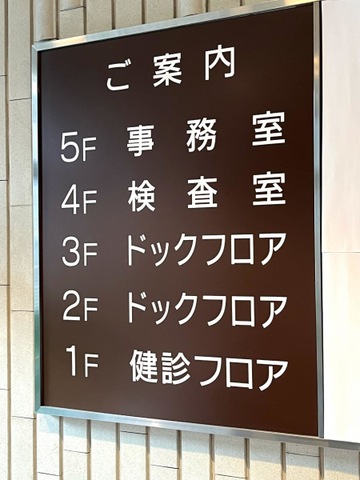 ご案内
5F 事務室
4F 検査室
3F ドックフロア
2F ドックフロア
1F 健診フロア